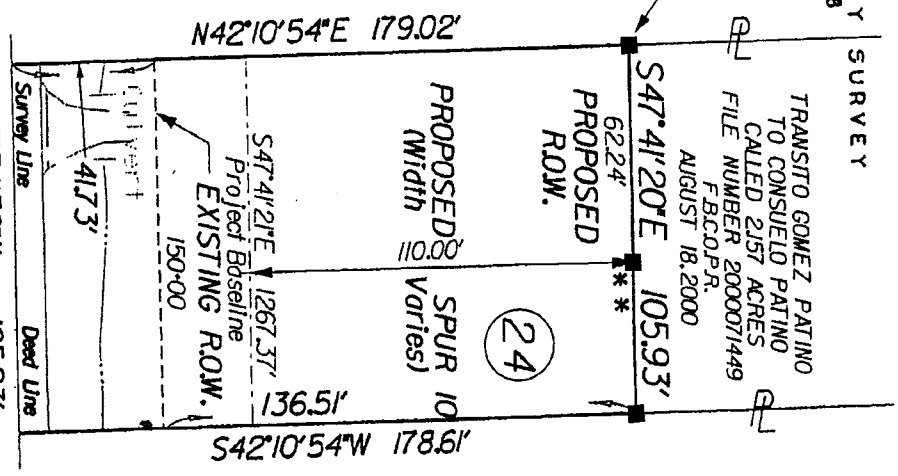 Y SURVEY
B
PL
TRANSITO GOMEZ PATINO
TO CONSUELO PATINO
CALLED 2.157 ACRES
FILE NUMBER 2000071449
F.B.C.O.P.R.
AUGUST 18.2000
PL
N42°10'54"E 179.02'
S47°41'20"E 105.93'
62.24'
PROPOSED
R.O.W.
**
PROPOSED SPUR 10
(Width Varies)
110.00'
24
S47°41'21"E 1267.37'
Project Baseline
EXISTING R.O.W.
150+00
136.51'
Culvert
41.73'
Survey Line
Deed Line
S42°10'54"W 178.61'